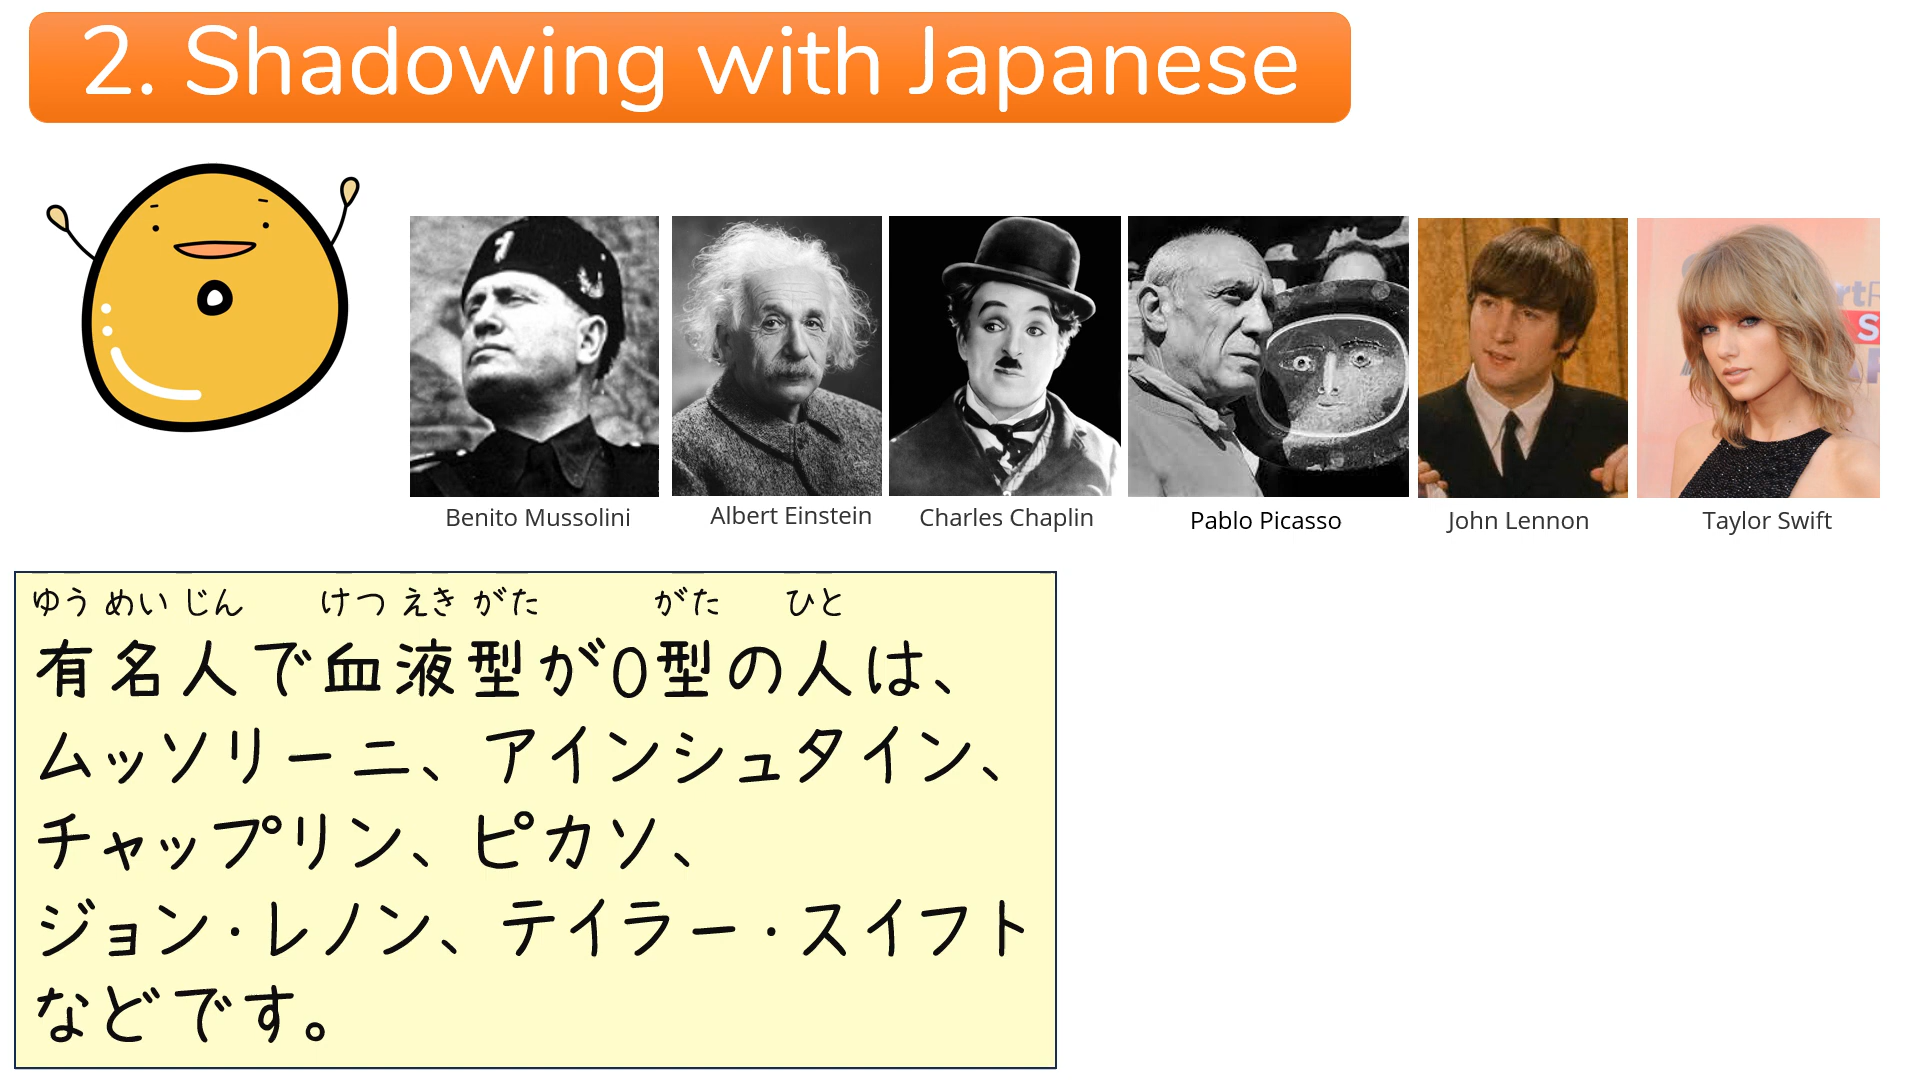 2. Shadowing with Japanese
O
rtR
S
Benito Mussolini
Albert Einstein
Charles Chaplin
Pablo Picasso
John Lennon
Taylor Swift
ゆう めい じん けつ えき がた がた ひと
有名人で血液型がO型の人は、
ムッソリーニ、アインシュタイン、
チャップリン、ピカソ、
ジョン・レノン、テイラー・スイフト
などです。